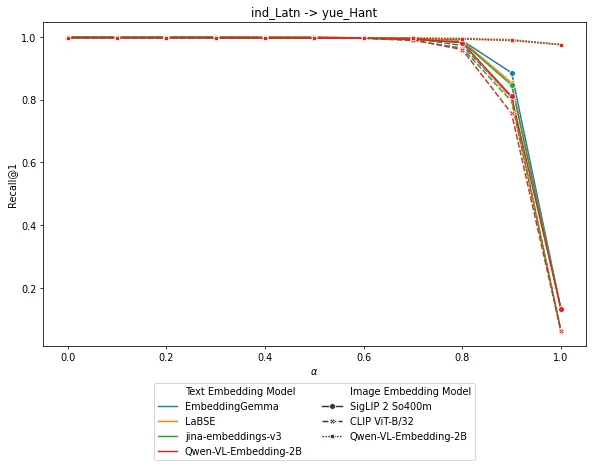 ind_Latn -> yue_Hant
Recall@1
1.0
0.8
0.6
0.4
0.2
0.0 0.2 0.4 0.6 0.8 1.0
α
Text Embedding Model
EmbeddingGemma
LaBSE
jina-embeddings-v3
Qwen-VL-Embedding-2B
Image Embedding Model
SigLIP 2 So400m
CLIP ViT-B/32
Qwen-VL-Embedding-2B